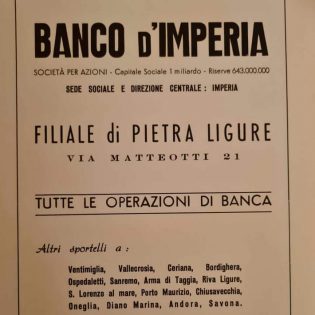 BANCO D'IMPERIA
SOCIETÀ PER AZIONI - Capitale Sociale 1 miliardo - Riserve 643.000.000
SEDE SOCIALE E DIREZIONE CENTRALE : IMPERIA
FILIALE di PIETRA LIGURE
VIA MATTEOTTI 21
TUTTE LE OPERAZIONI DI BANCA
Altri sportelli a :
Ventimiglia, Vallecrosia, Ceriana, Bordighera,
Ospedaletti, Sanremo, Arma di Taggia, Riva Ligure,
S. Lorenzo al mare, Porto Maurizio, Chiusavecchia,
Oneglia, Diano Marina, Andora, Savona.